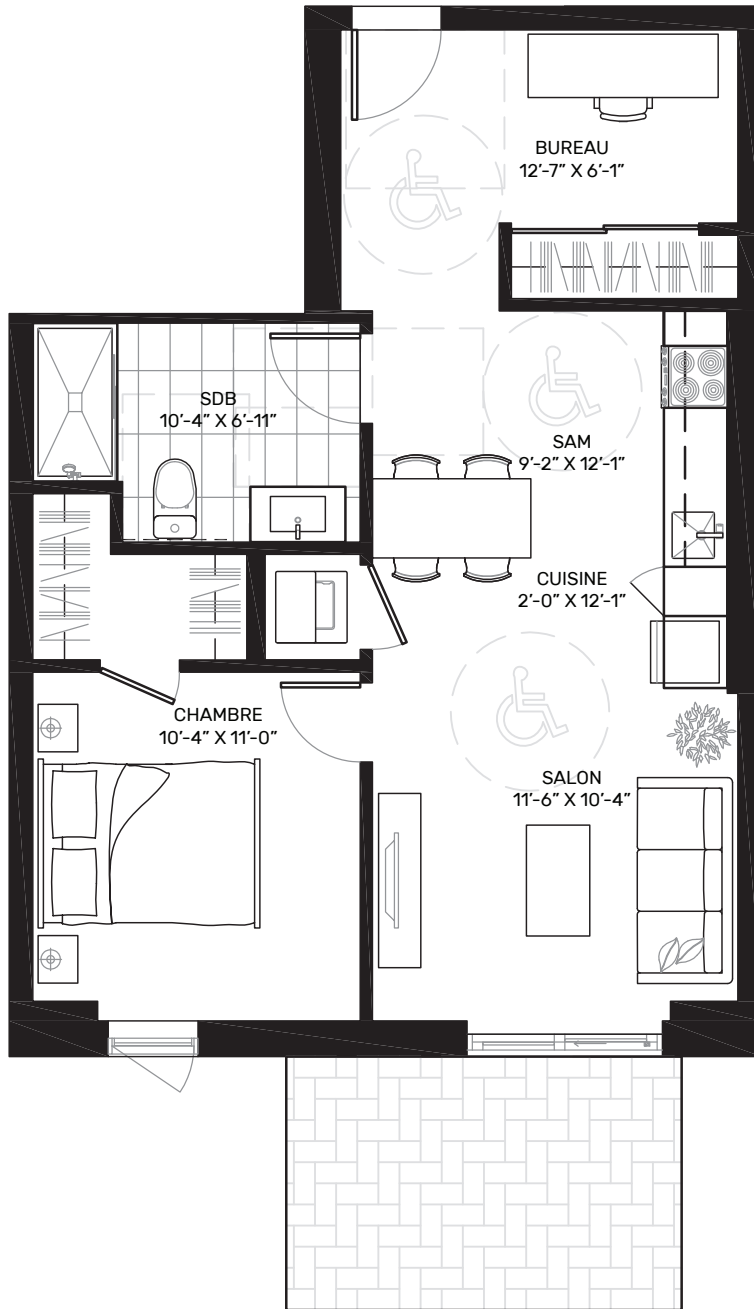 BUREAU
12’-7” X 6’-1”
SDB
10’-4” X 6’-11”
SAM
9’-2” X 12’-1”
CUISINE
2’-0” X 12’-1”
CHAMBRE
10’-4” X 11’-0”
SALON
11’-6” X 10’-4”